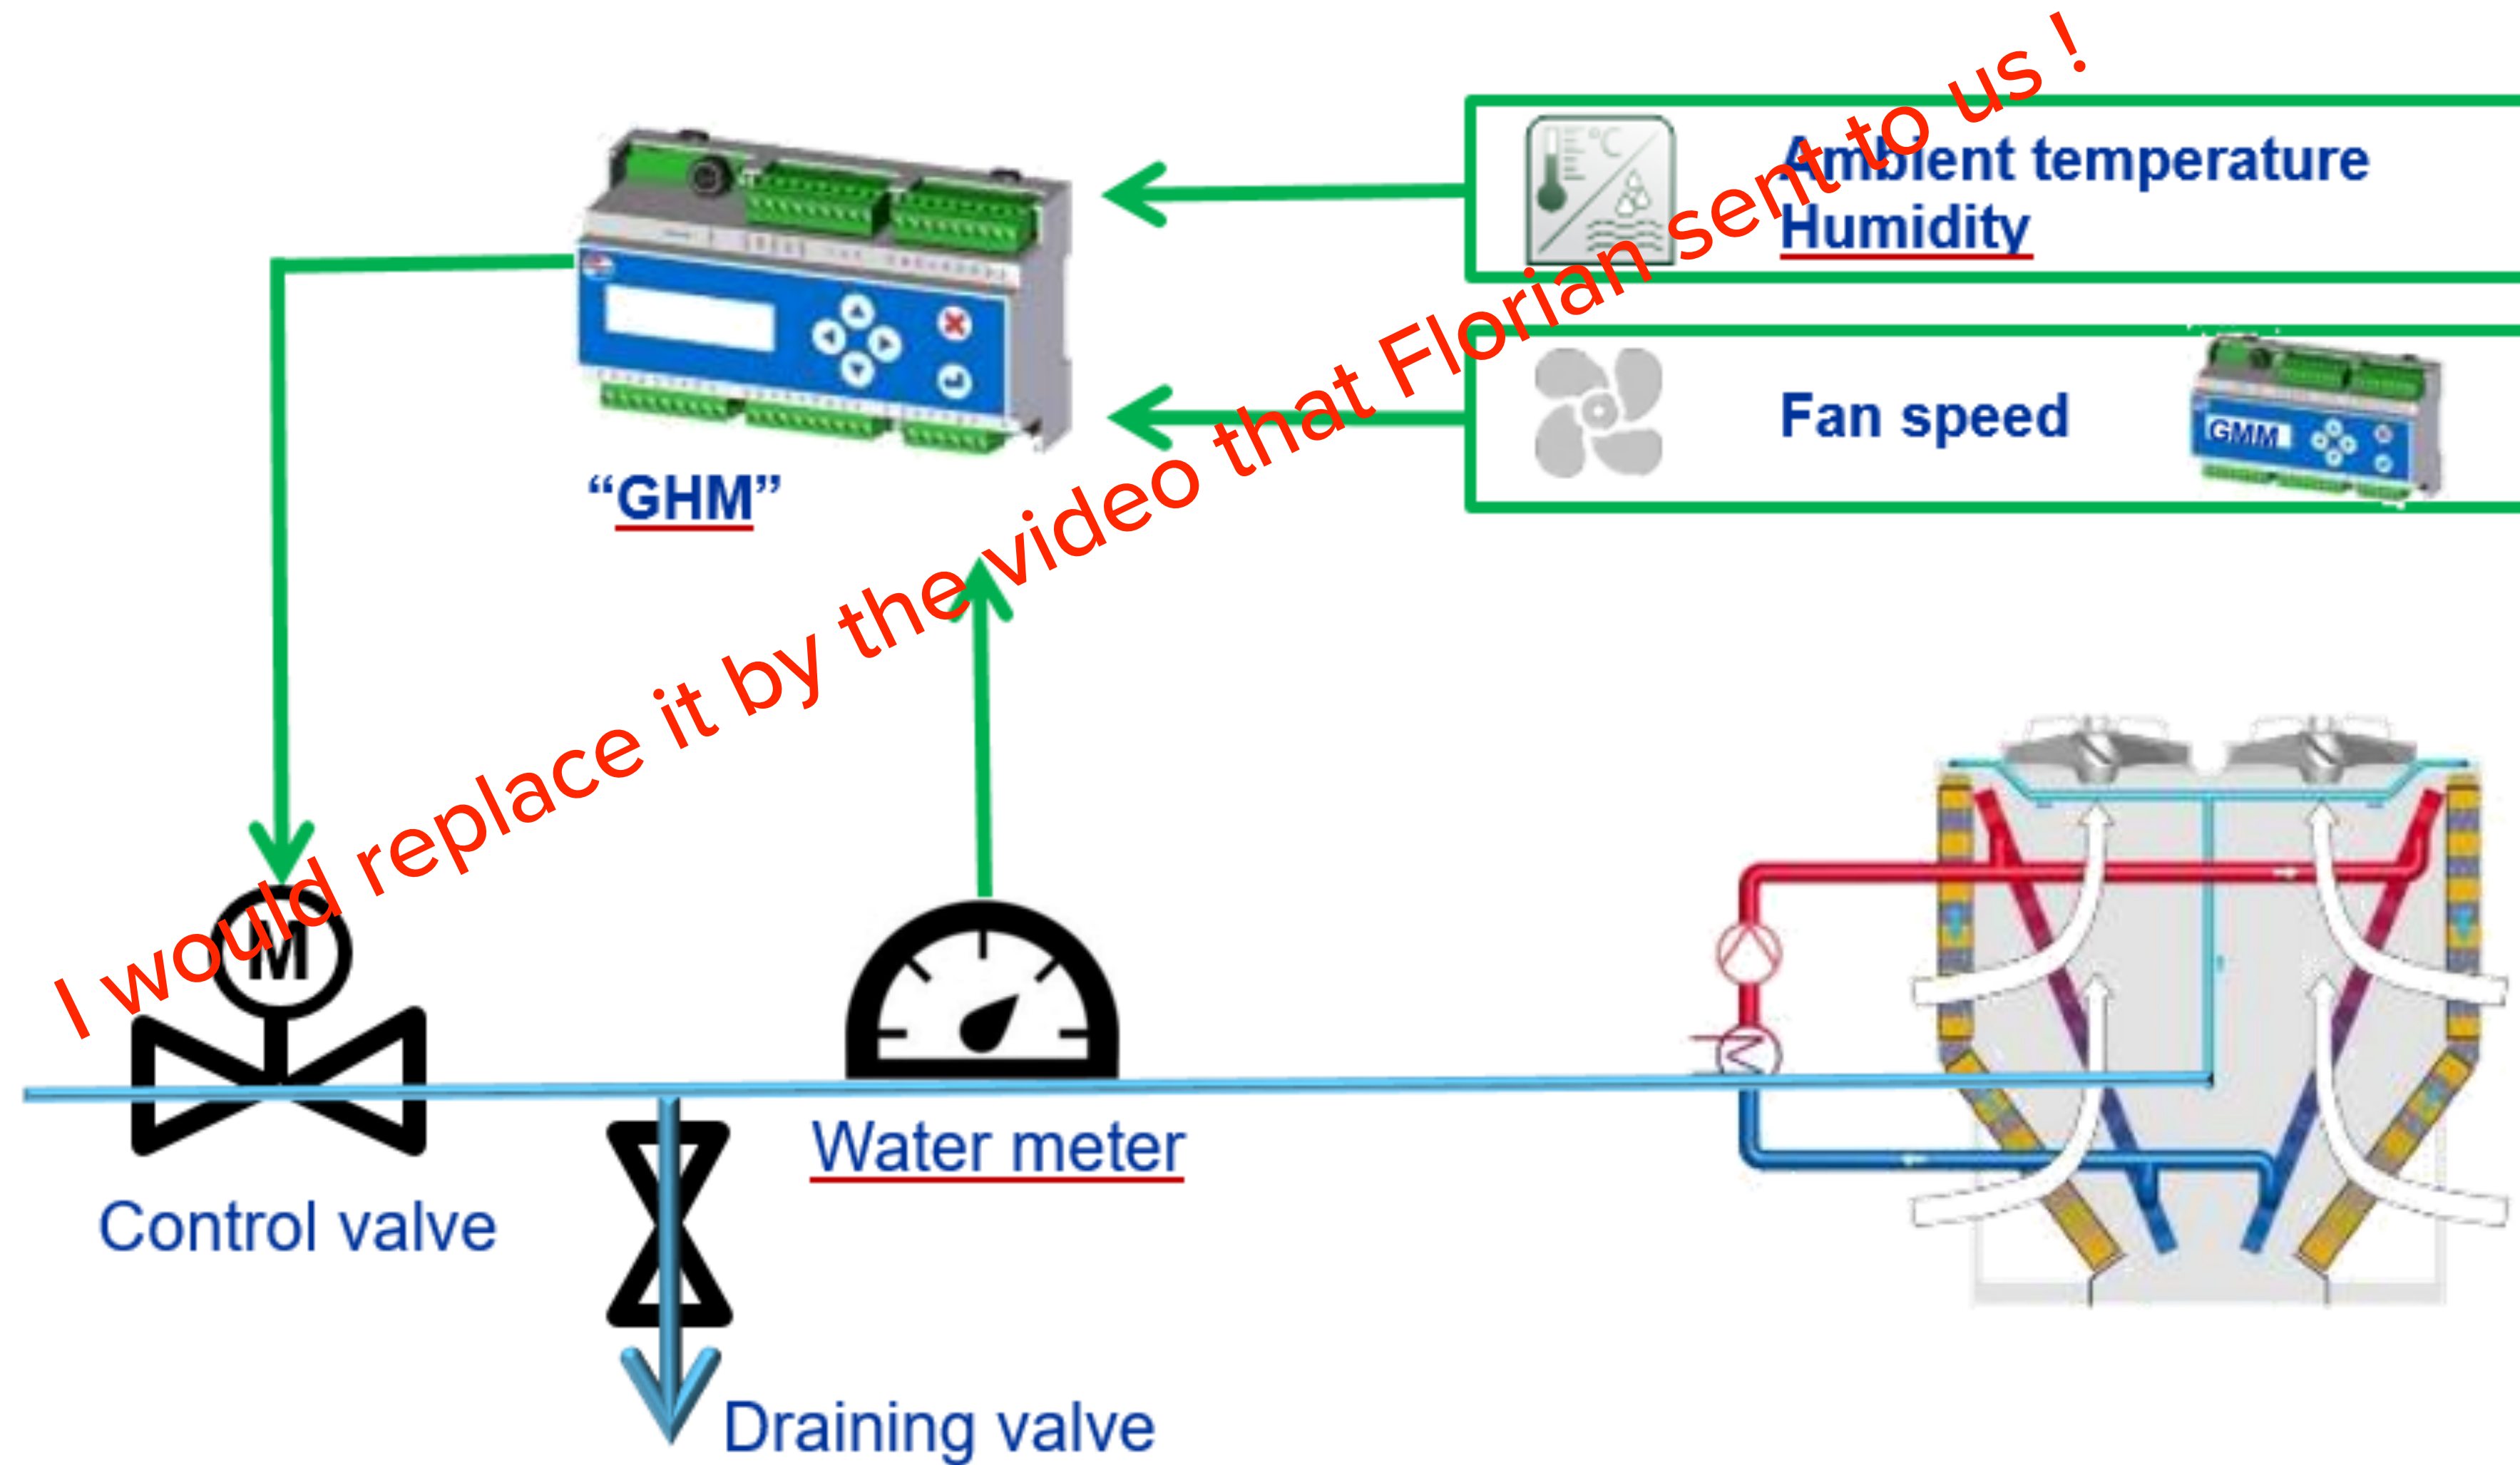 I would replace it by the video that Florian sent to us !
Ambient temperature
Humidity
°C
Fan speed
GMM
“GHM”
M
Water meter
Control valve
Draining valve